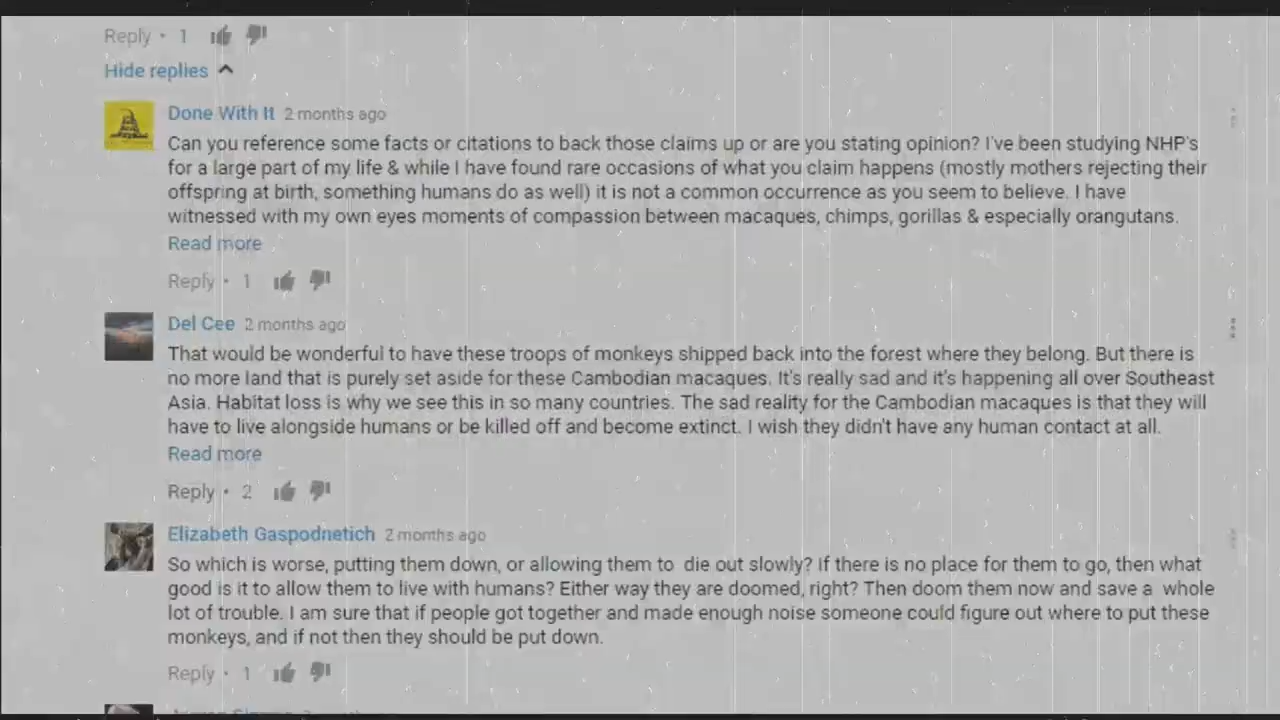 Reply • 1
Hide replies
Done With It 2 months ago
Can you reference some facts or citations to back those claims up or are you stating opinion? I've been studying NHP's
for a large part of my life & while I have found rare occasions of what you claim happens (mostly mothers rejecting their
offspring at birth, something humans do as well) it is not a common occurrence as you seem to believe. I have
witnessed with my own eyes moments of compassion between macaques, chimps, gorillas & especially orangutans.
Read more
Reply • 1
Del Cee 2 months ago
That would be wonderful to have these troops of monkeys shipped back into the forest where they belong. But there is
no more land that is purely set aside for these Cambodian macaques. It's really sad and it's happening all over Southeast
Asia. Habitat loss is why we see this in so many countries. The sad reality for the Cambodian macaques is that they will
have to live alongside humans or be killed off and become extinct. I wish they didn't have any human contact at all.
Read more
Reply • 2
Elizabeth Gaspodnetich 2 months ago
So which is worse, putting them down, or allowing them to die out slowly? If there is no place for them to go, then what
good is it to allow them to live with humans? Either way they are doomed, right? Then doom them now and save a whole
lot of trouble. I am sure that if people got together and made enough noise someone could figure out where to put these
monkeys, and if not then they should be put down.
Reply • 1